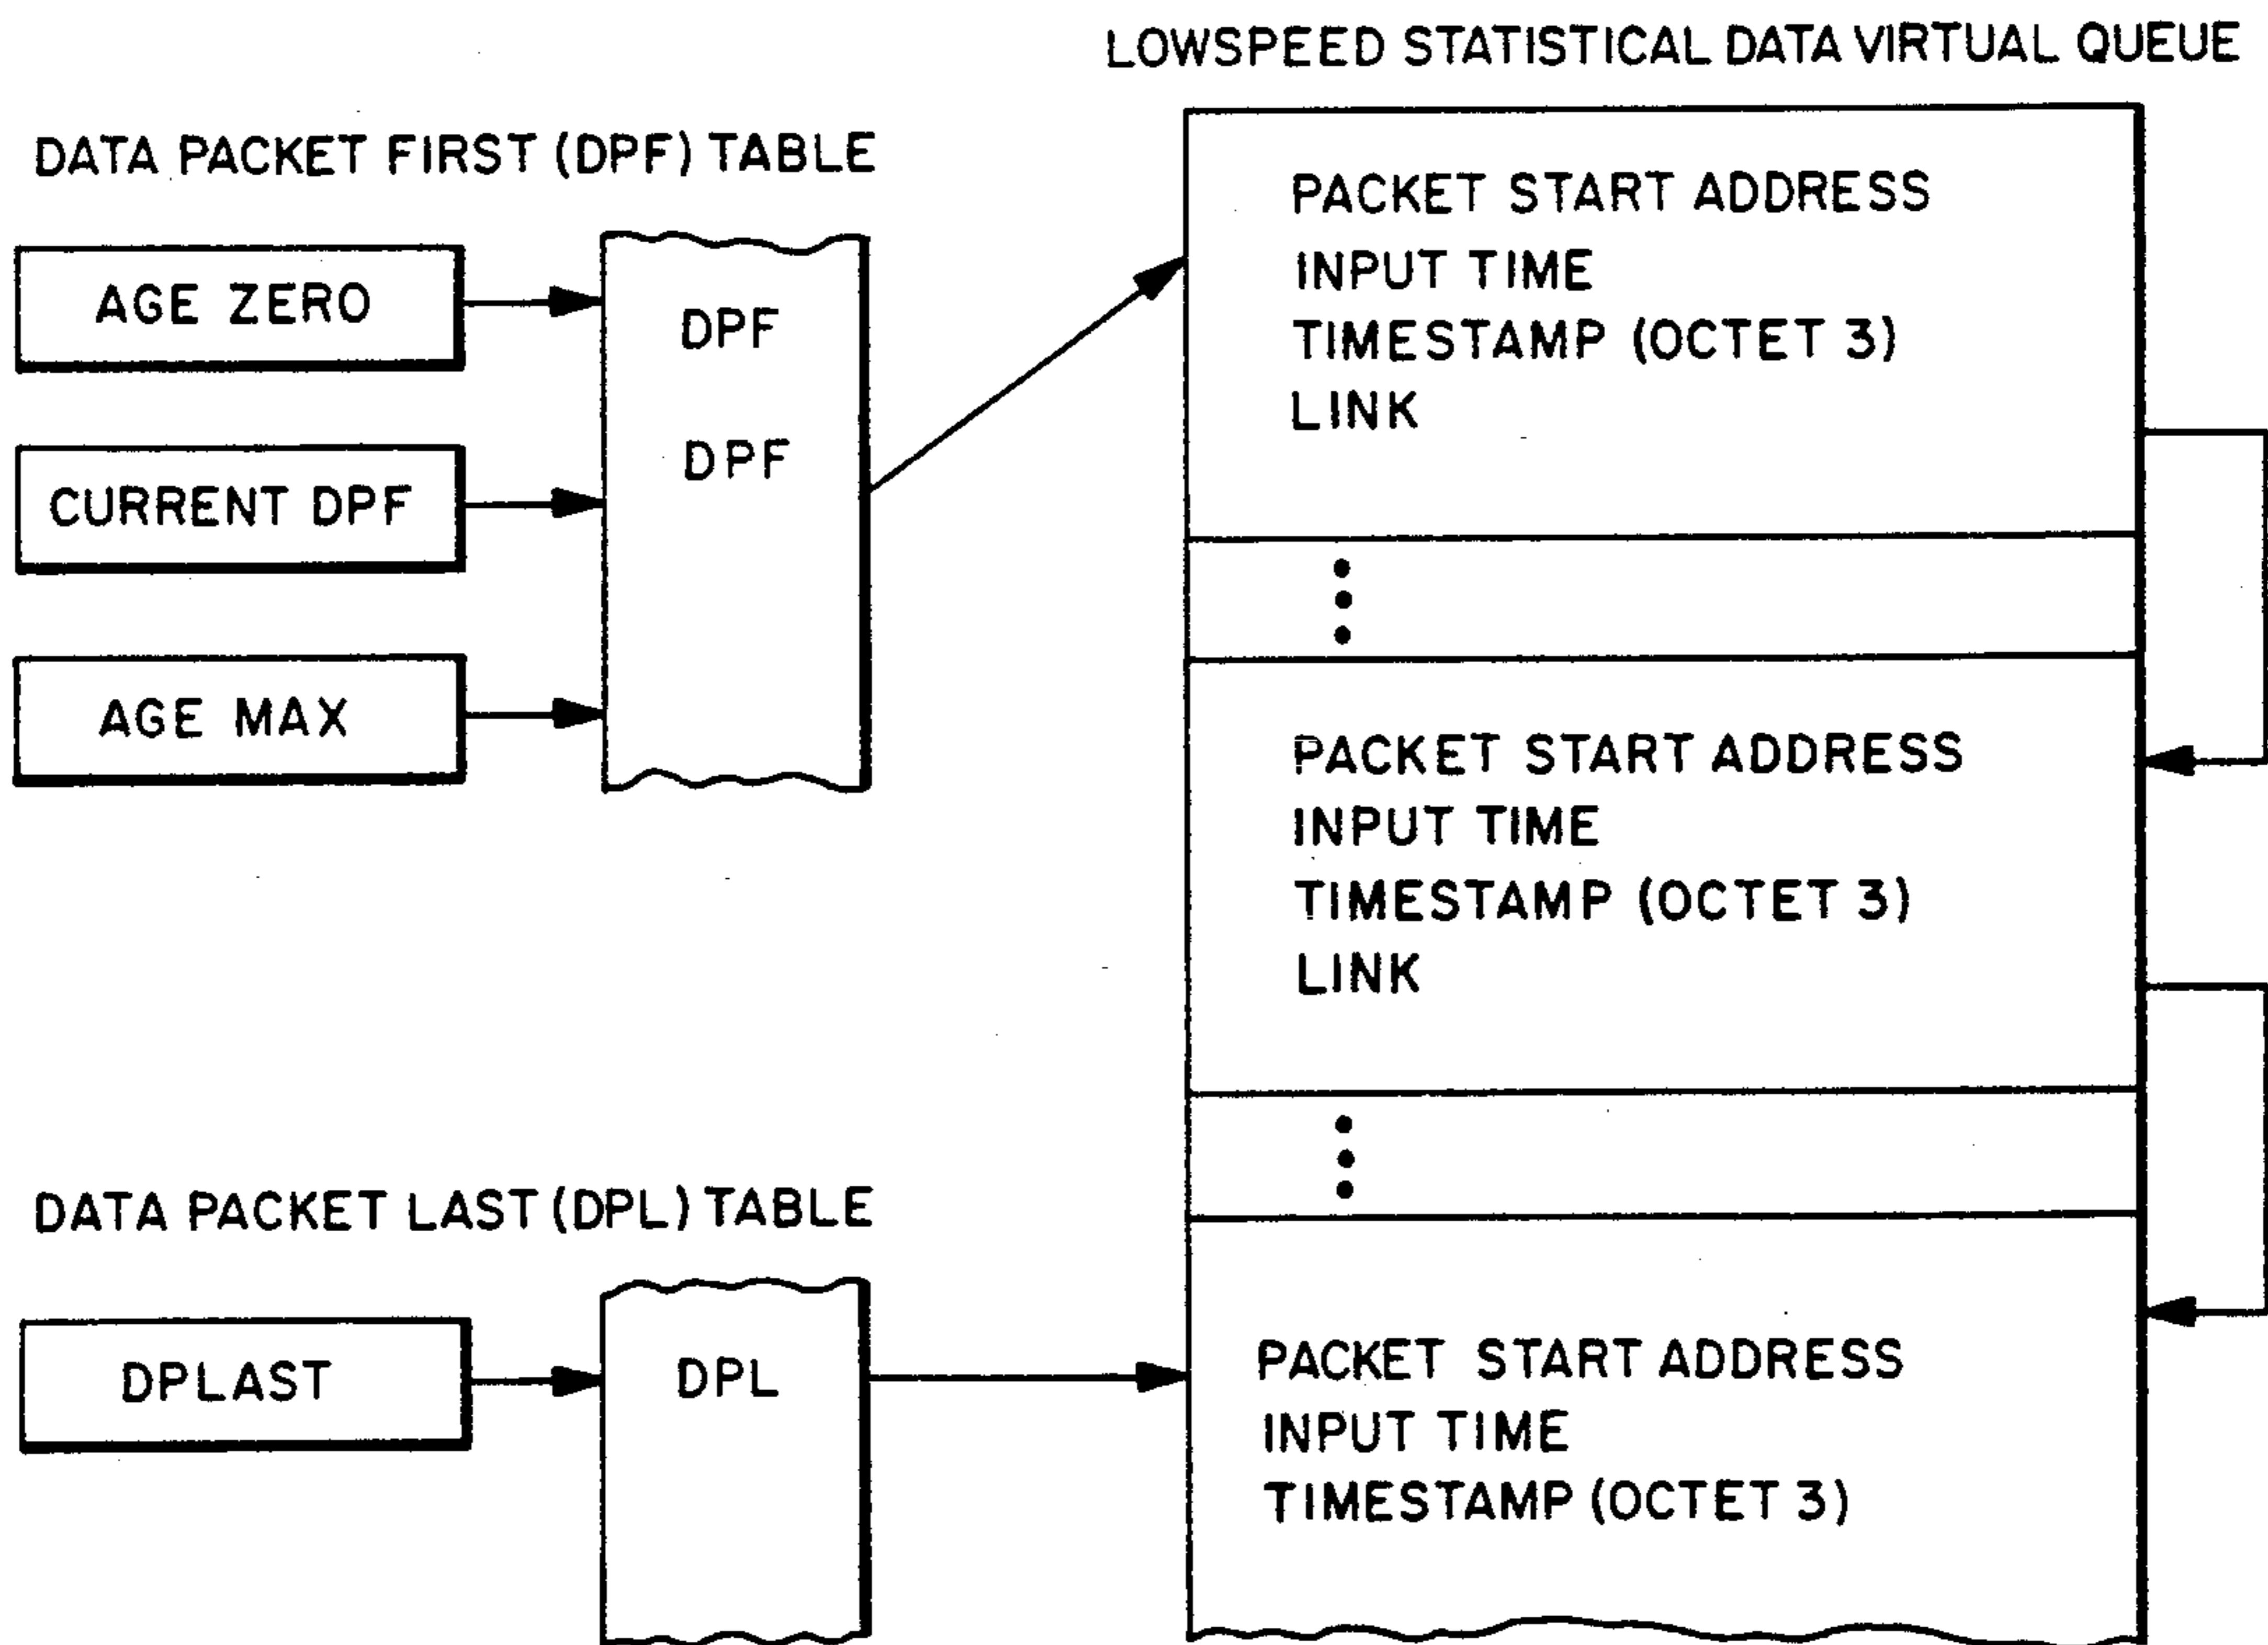 LOWSPEED STATISTICAL DATA VIRTUAL QUEUE
DATA PACKET FIRST (DPF) TABLE
AGE ZERO
CURRENT DPF
AGE MAX
DPF
DPF
PACKET START ADDRESS
INPUT TIME
TIMESTAMP (OCTET 3)
LINK
PACKET START ADDRESS
INPUT TIME
TIMESTAMP (OCTET 3)
LINK
DATA PACKET LAST (DPL) TABLE
DPLAST
DPL
PACKET START ADDRESS
INPUT TIME
TIMESTAMP (OCTET 3)